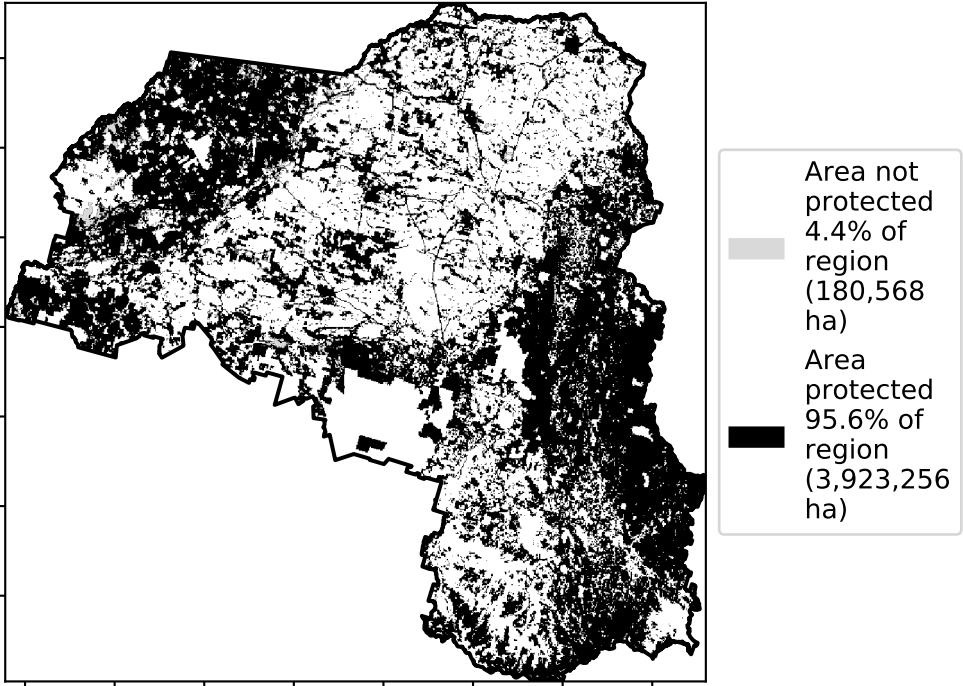 Area not
protected
4.4% of
region
(180,568
ha)
Area
protected
95.6% of
region
(3,923,256
ha)